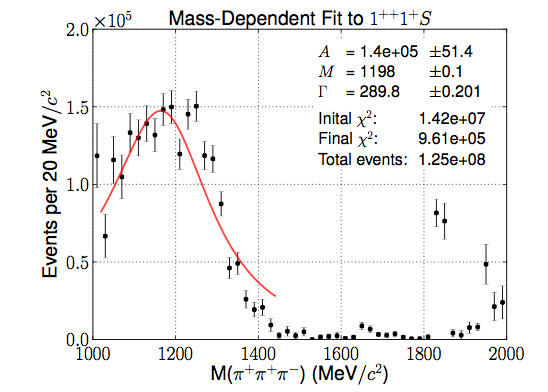 Mass-Dependent Fit to 1⁺⁺1⁺S
×10⁵
2.0
1.5
1.0
0.5
0.0
Events per 20 MeV/c²
A = 1.4e+05 ±51.4
M = 1198 ±0.1
Γ = 289.8 ±0.201
Inital χ²: 1.42e+07
Final χ²: 9.61e+05
Total events: 1.25e+08
1000 1200 1400 1600 1800 2000
M(π⁺π⁺π⁻) (MeV/c²)